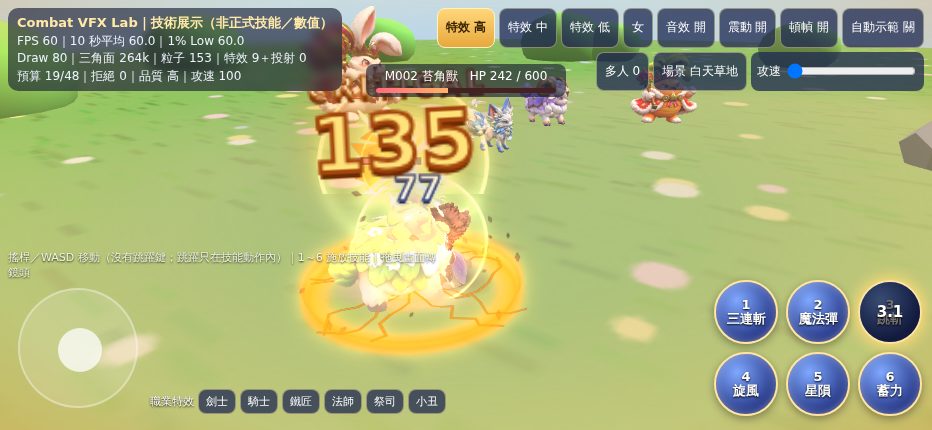 Combat VFX Lab｜技術展示（非正式技能／數值）
FPS 60｜10 秒平均 60.0｜1% Low 60.0
Draw 80｜三角面 264k｜粒子 153｜特效 9＋投射 0
預算 19/48｜拒絕 0｜品質 高｜攻速 100
特效 高
特效 中
特效 低
女
音效 開
震動 開
頓幀 開
自動示範 關
多人 0
場景 白天草地
攻速
M002 苔角獸 HP 242 / 600
135
77
搖桿／WASD 移動（沒有跳躍鍵；跳躍只在技能動作內）｜1～6 施放技能｜拖曳畫面轉
鏡頭
1
三連斬
2
魔法彈
3
跳斬
3.1
4
旋風
5
星隕
6
蓄力
職業特效
劍士
騎士
鐵匠
法師
祭司
小丑